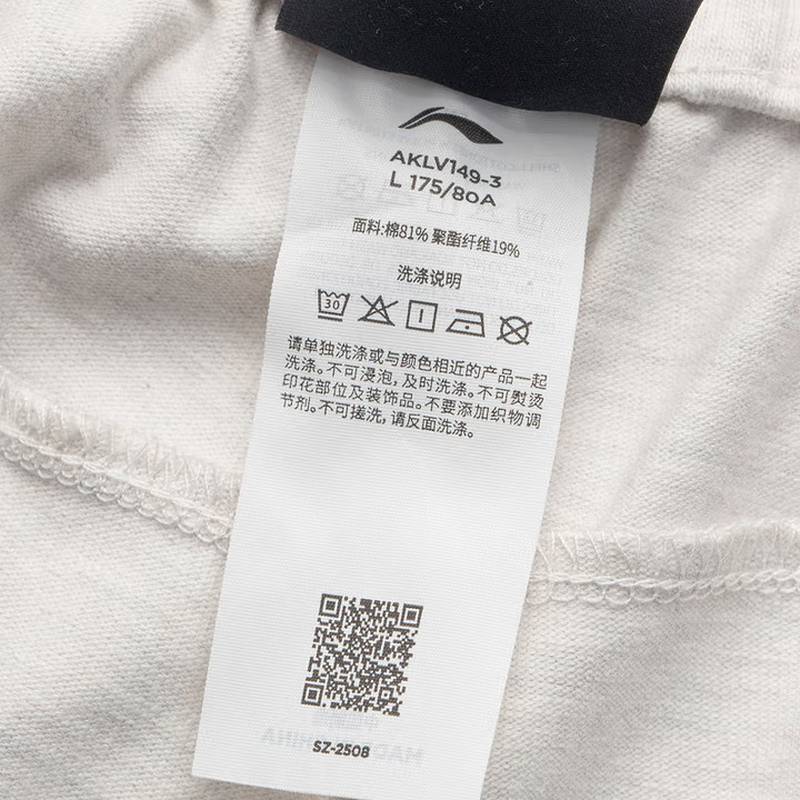 AKLV149-3
L 175/80A
面料:棉81% 聚酯纤维19%
洗涤说明
30
请单独洗涤或与颜色相近的产品一起
洗涤。不可浸泡,及时洗涤。不可熨烫
印花部位及装饰品。不要添加织物调
节剂。不可搓洗,请反面洗涤。
SZ-2508